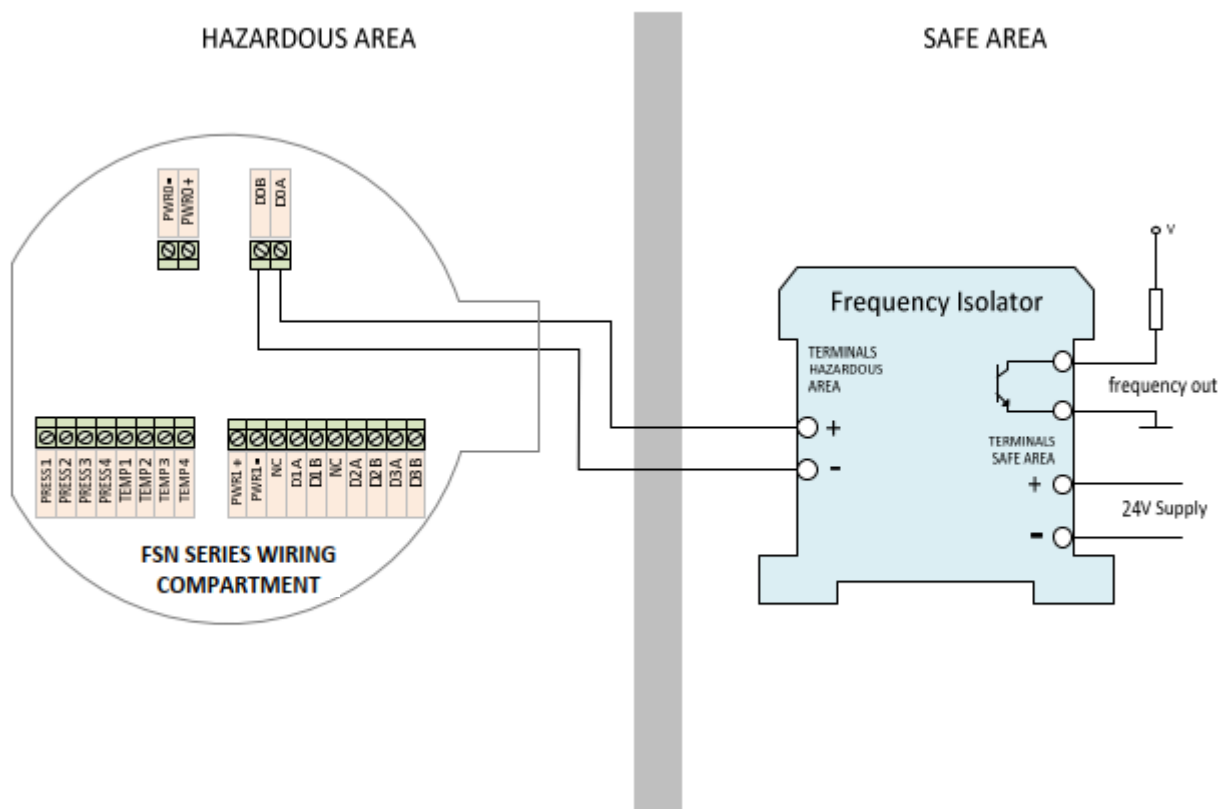 HAZARDOUS AREA
SAFE AREA
PWR0-
PWR0+
D0B
D0A
V
Frequency Isolator
TERMINALS
HAZARDOUS
AREA
frequency out
+
-
TERMINALS
SAFE AREA
+
-
24V Supply
PRESS1
PRESS2
PRESS3
PRESS4
TEMP1
TEMP2
TEMP3
TEMP4
PWR1+
PWR1-
NC
D1A
D1B
NC
D2A
D2B
D3A
D3B
FSN SERIES WIRING
COMPARTMENT